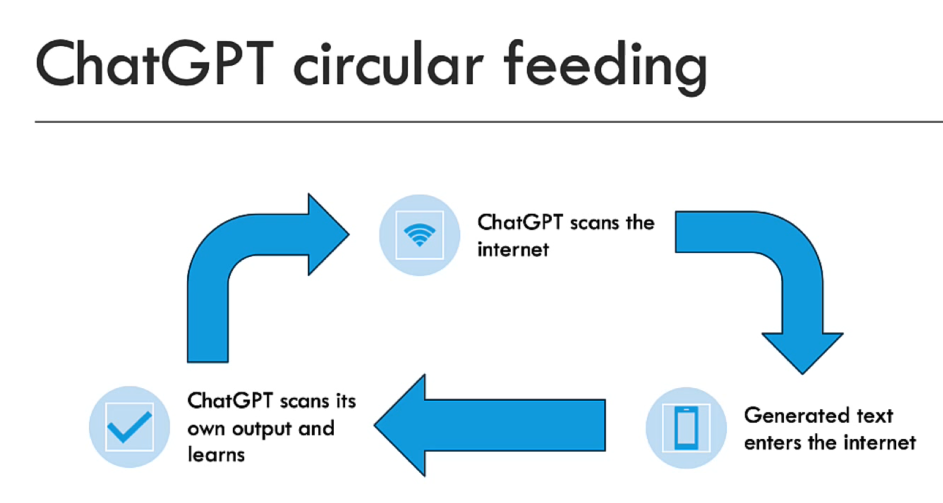 ChatGPT circular feeding
ChatGPT scans the
internet
Generated text
enters the internet
ChatGPT scans its
own output and
learns